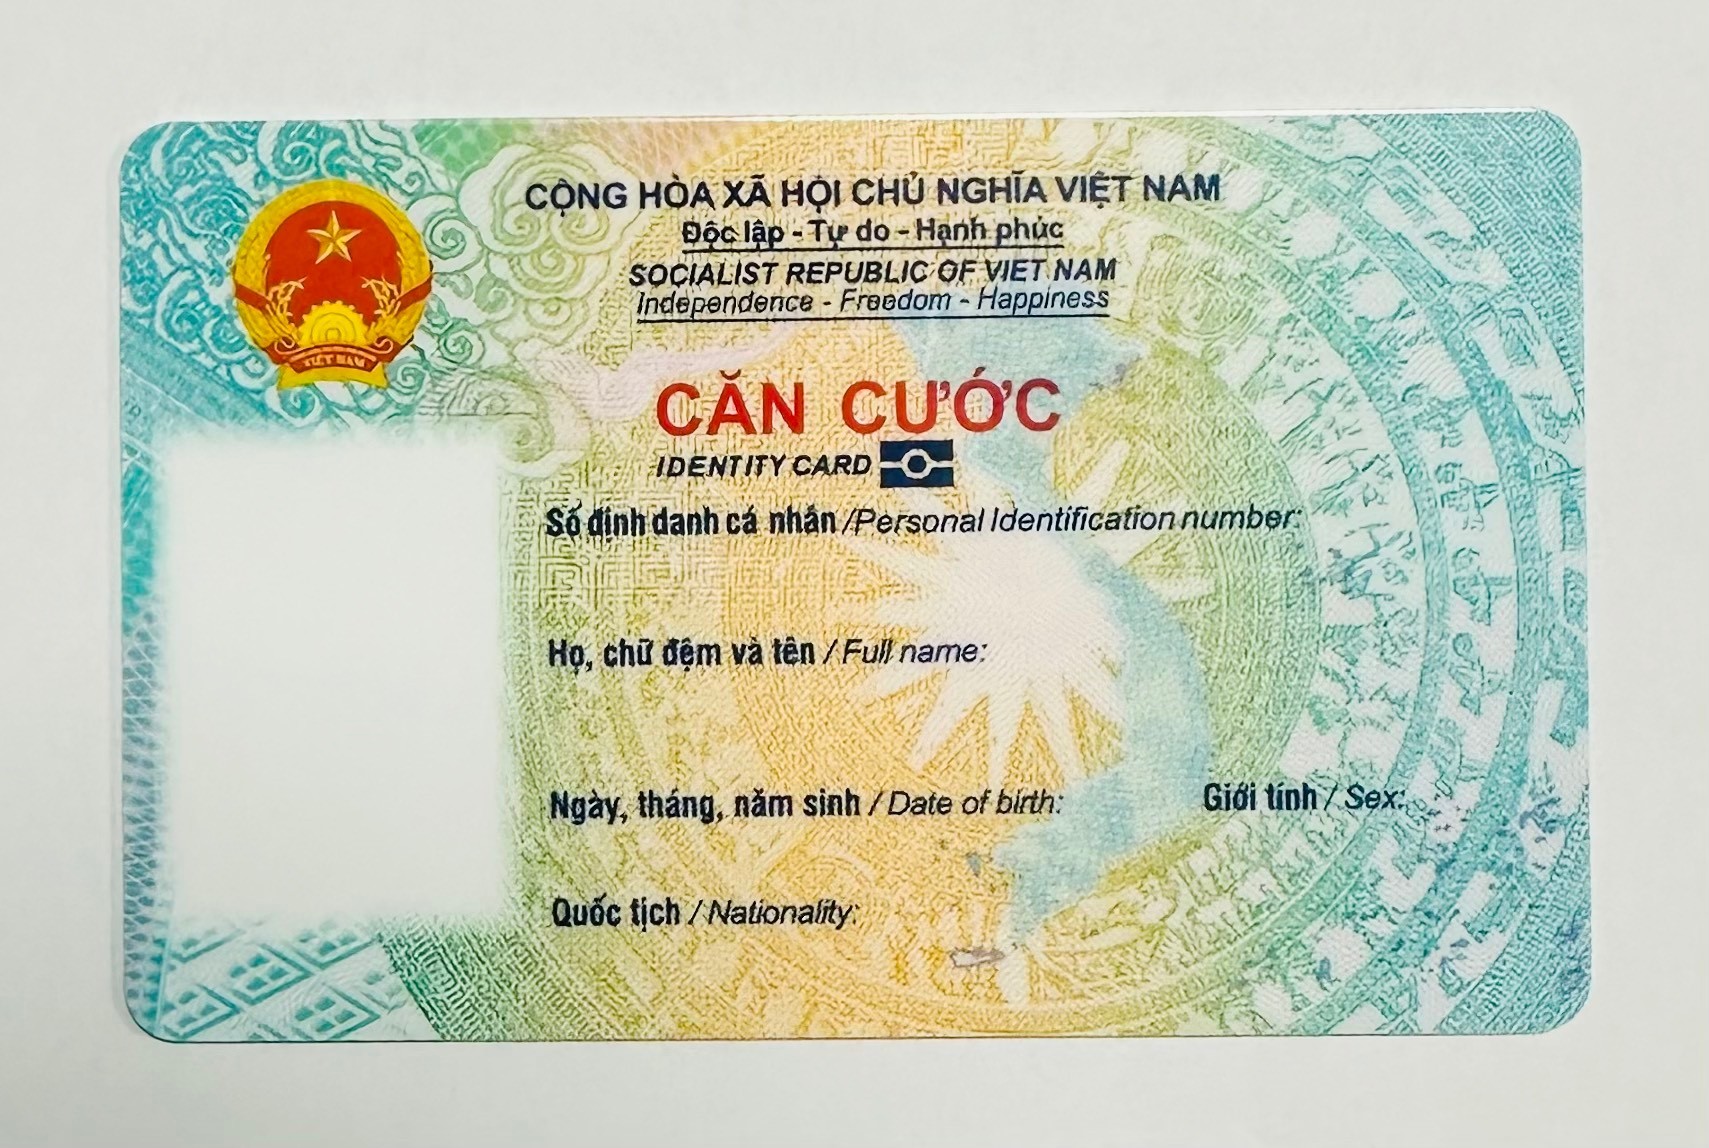 CỘNG HÒA XÃ HỘI CHỦ NGHĨA VIỆT NAM
Độc lập - Tự do - Hạnh phúc
SOCIALIST REPUBLIC OF VIET NAM
Independence - Freedom - Happiness
VIỆT NAM
CĂN CƯỚC
IDENTITY CARD
Số định danh cá nhân /Personal Identification number:
Họ, chữ đệm và tên / Full name:
Ngày, tháng, năm sinh / Date of birth:
Giới tính / Sex:
Quốc tịch / Nationality: